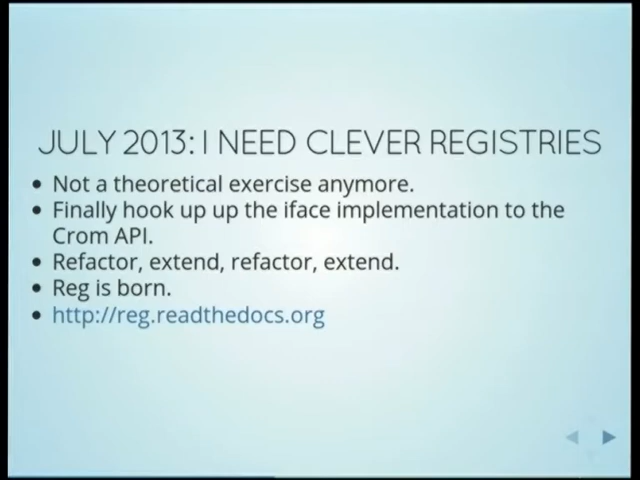 JULY 2013: I NEED CLEVER REGISTRIES
• Not a theoretical exercise anymore.
• Finally hook up up the iface implementation to the
Crom API.
• Refactor, extend, refactor, extend.
• Reg is born.
• http://reg.readthedocs.org